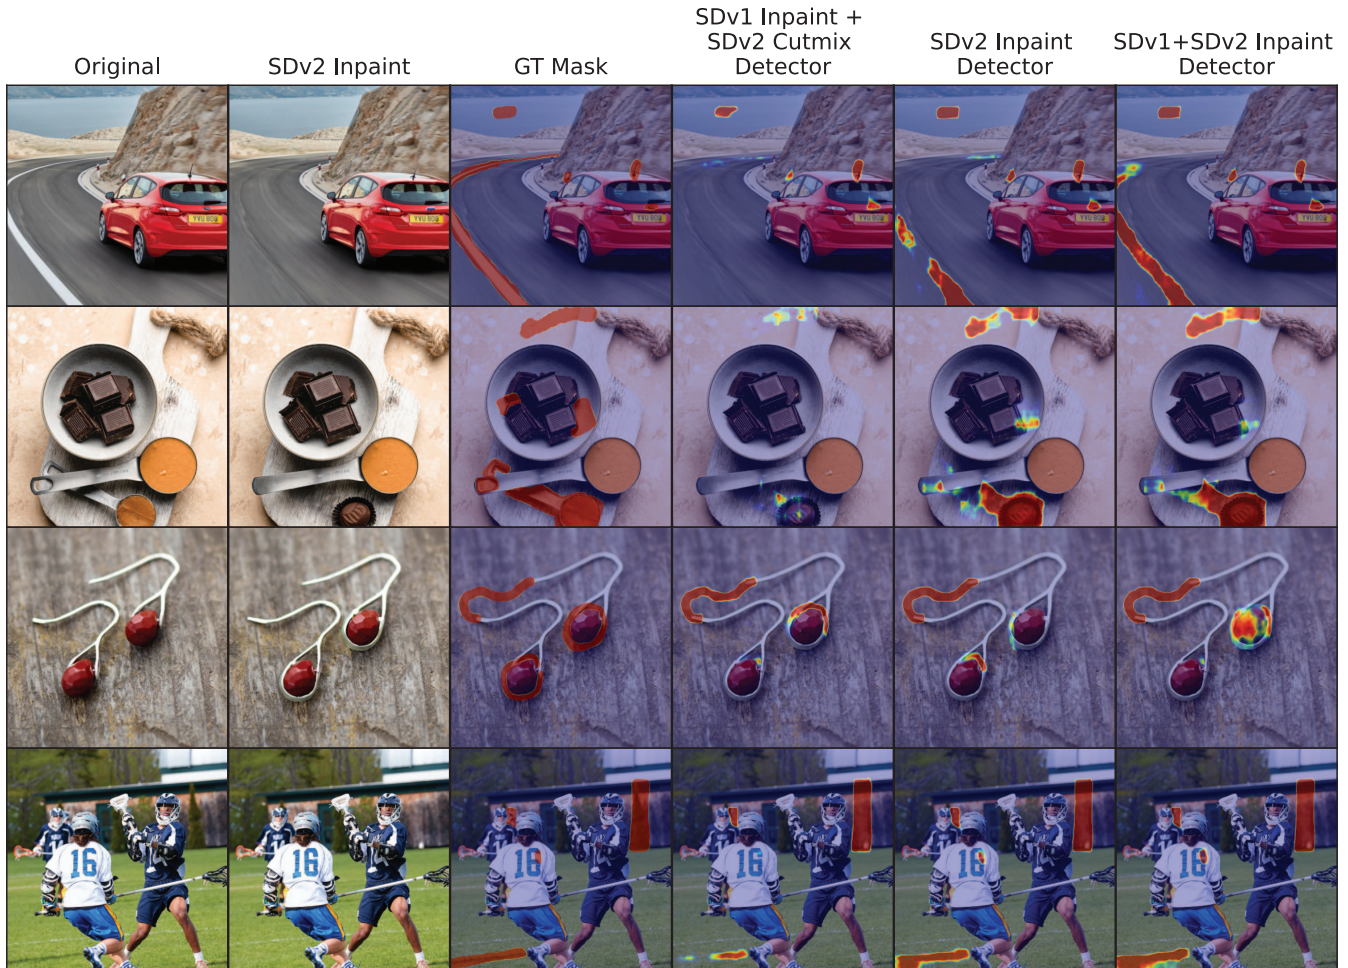 Original
SDv2 Inpaint
GT Mask
SDv1 Inpaint +
SDv2 Cutmix
Detector
SDv2 Inpaint
Detector
SDv1+SDv2 Inpaint
Detector
16
16
16
16
16
16